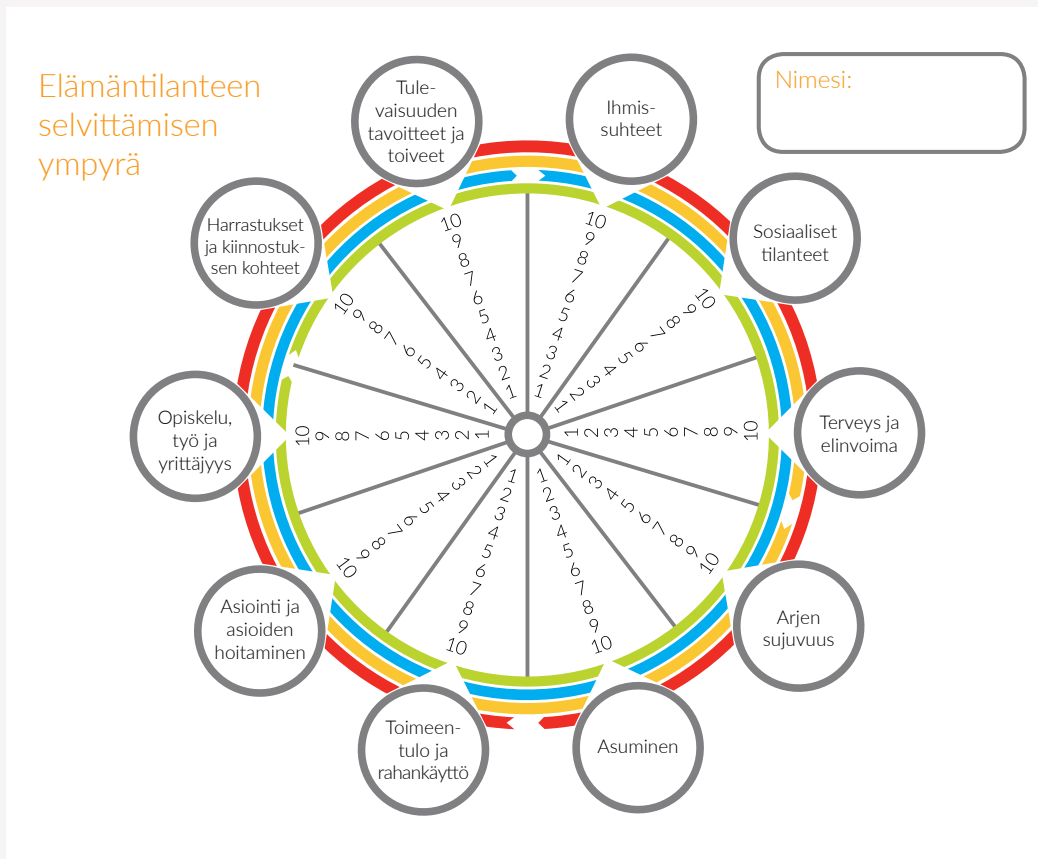 Elämäntilanteen
selvittämisen
ympyrä
Nimesi:
Tule-
vaisuuden
tavoitteet ja
toiveet
Ihmis-
suhteet
Sosiaaliset
tilanteet
Terveys ja
elinvoima
Arjen
sujuvuus
Asuminen
Toimeen-
tulo ja
rahankäyttö
Asiointi ja
asioiden
hoitaminen
Opiskelu,
työ ja
yrittäjyys
Harrastukset
ja kiinnostuk-
sen kohteet
10 9 8 7 6 5 4 3 2 1
10 9 8 7 6 5 4 3 2 1
1 2 3 4 5 6 7 8 9 10
1 2 3 4 5 6 7 8 9 10
1 2 3 4 5 6 7 8 9 10
1 2 3 4 5 6 7 8 9 10
1 2 3 4 5 6 7 8 9 10
10 9 8 7 6 5 4 3 2 1
10 9 8 7 6 5 4 3 2 1
10 9 8 7 6 5 4 3 2 1